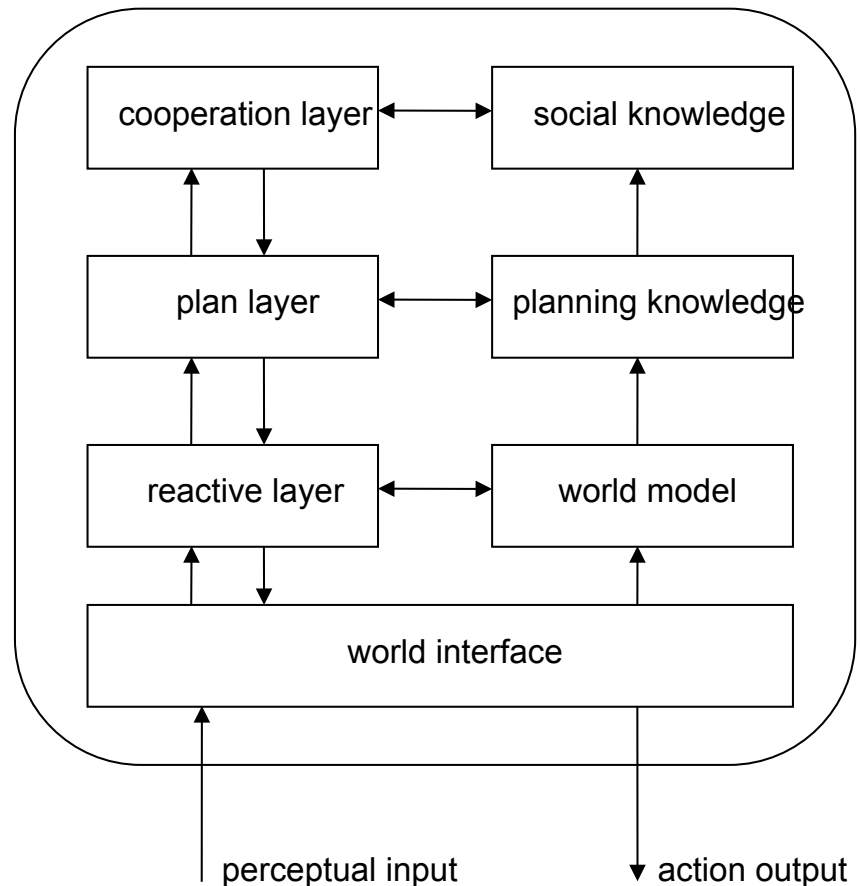 cooperation layer
social knowledge
plan layer
planning knowledge
reactive layer
world model
world interface
perceptual input
action output